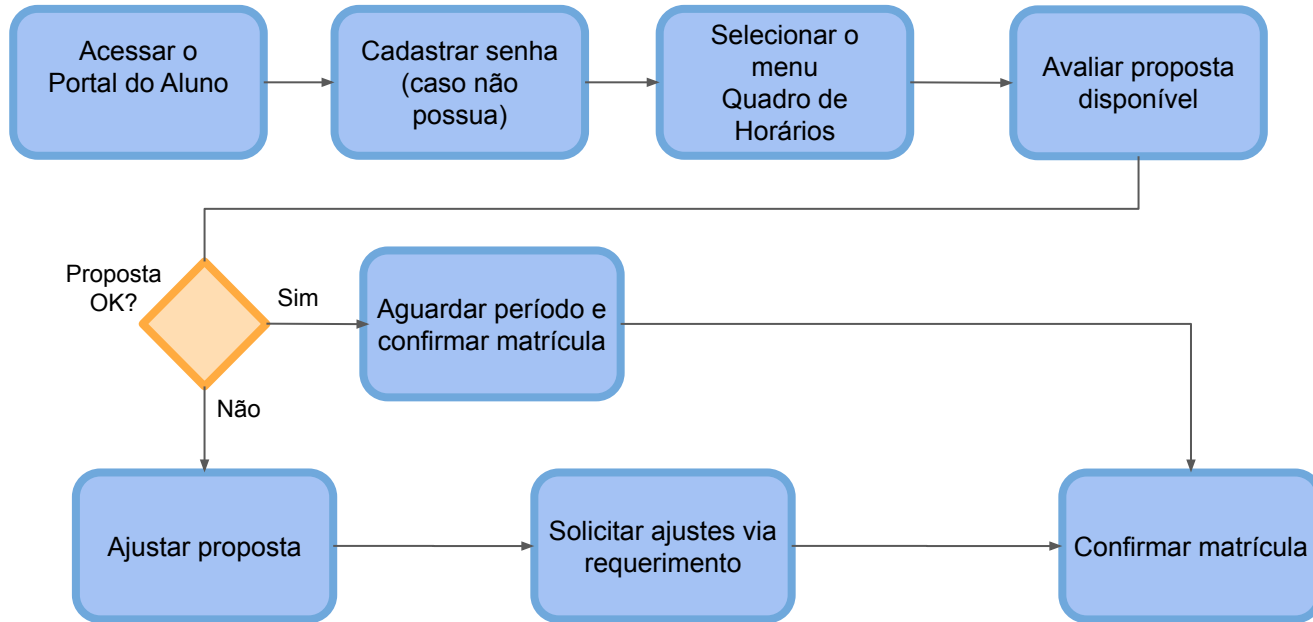 Acessar o
Portal do Aluno
Cadastrar senha
(caso não
possua)
Selecionar o
menu
Quadro de
Horários
Avaliar proposta
disponível
Proposta
OK?
Sim
Aguardar período e
confirmar matrícula
Não
Ajustar proposta
Solicitar ajustes via
requerimento
Confirmar matrícula